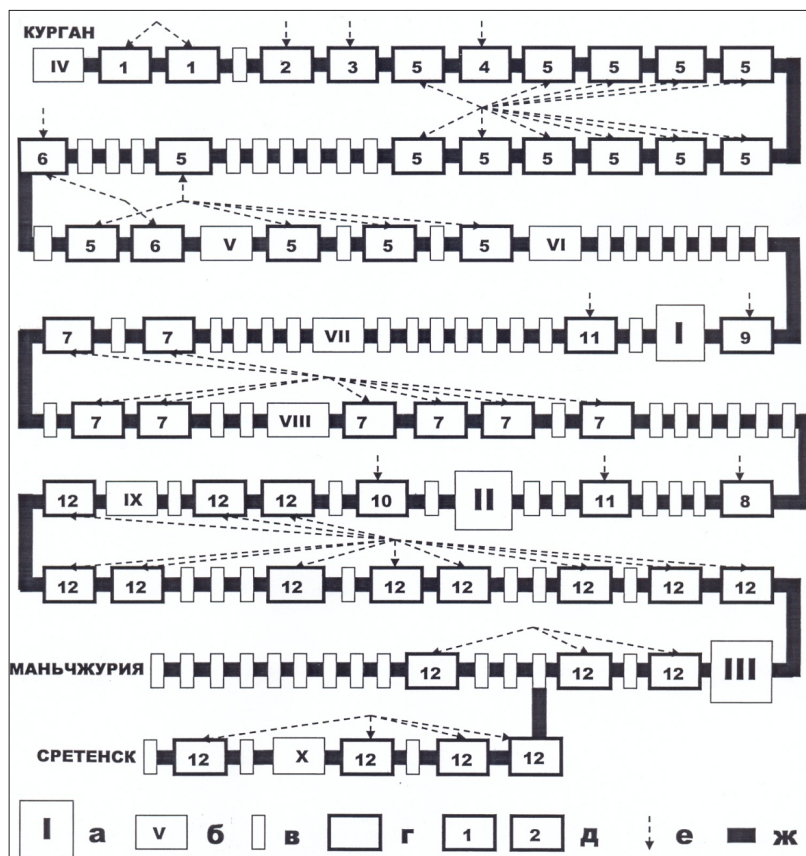 КУРГАН
IV 1 1 2 3 5 4 5 5 5 5
6 5 5 5 5 5 5 5
5 6 V 5 5 5 VI
7 7 VII 11 I 9
7 7 VIII 7 7 7 7
12 IX 12 12 10 II 11 8
12 12 12 12 12 12 12 12
МАНЬЧЖУРИЯ 12 12 12 III
СРЕТЕНСК 12 X 12 12 12
I а V б в г 1 2 д е ж